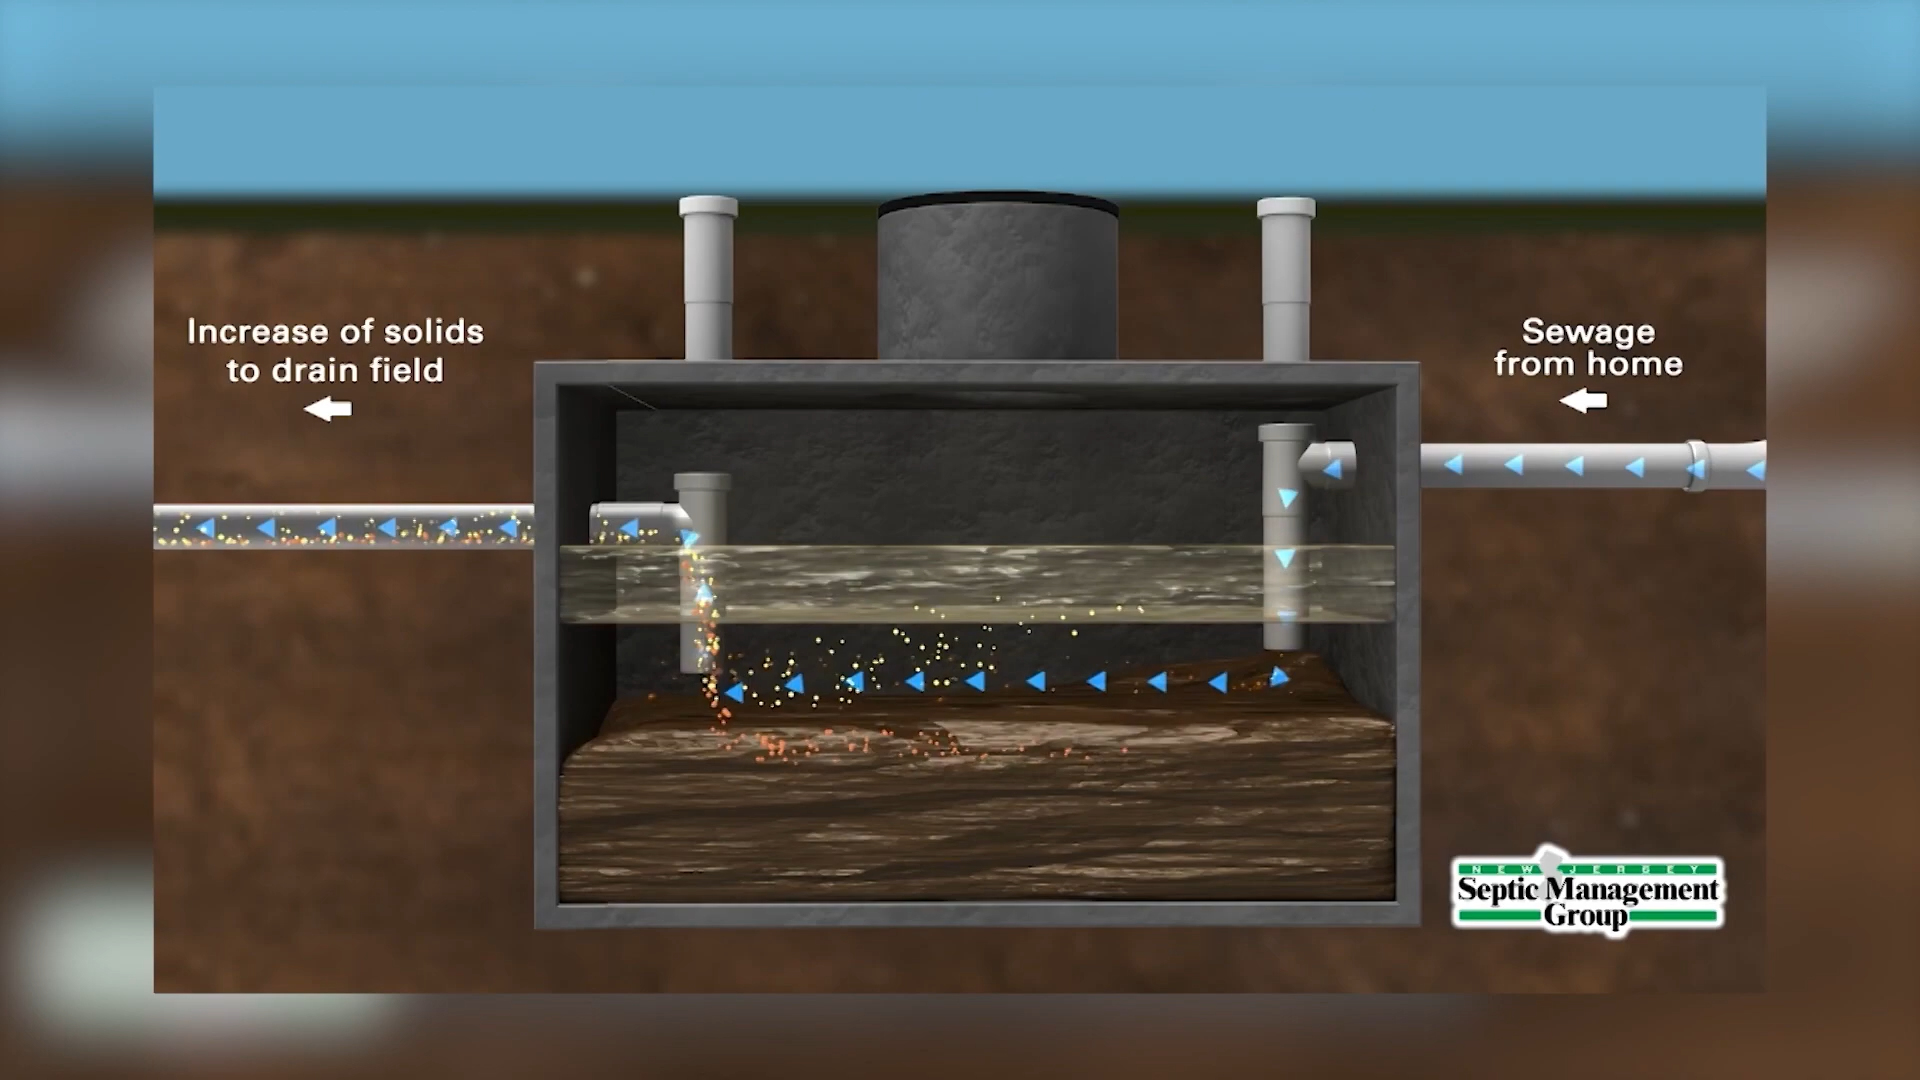 Increase of solids
to drain field
Sewage
from home
NEW JERSEY
Septic Management
Group